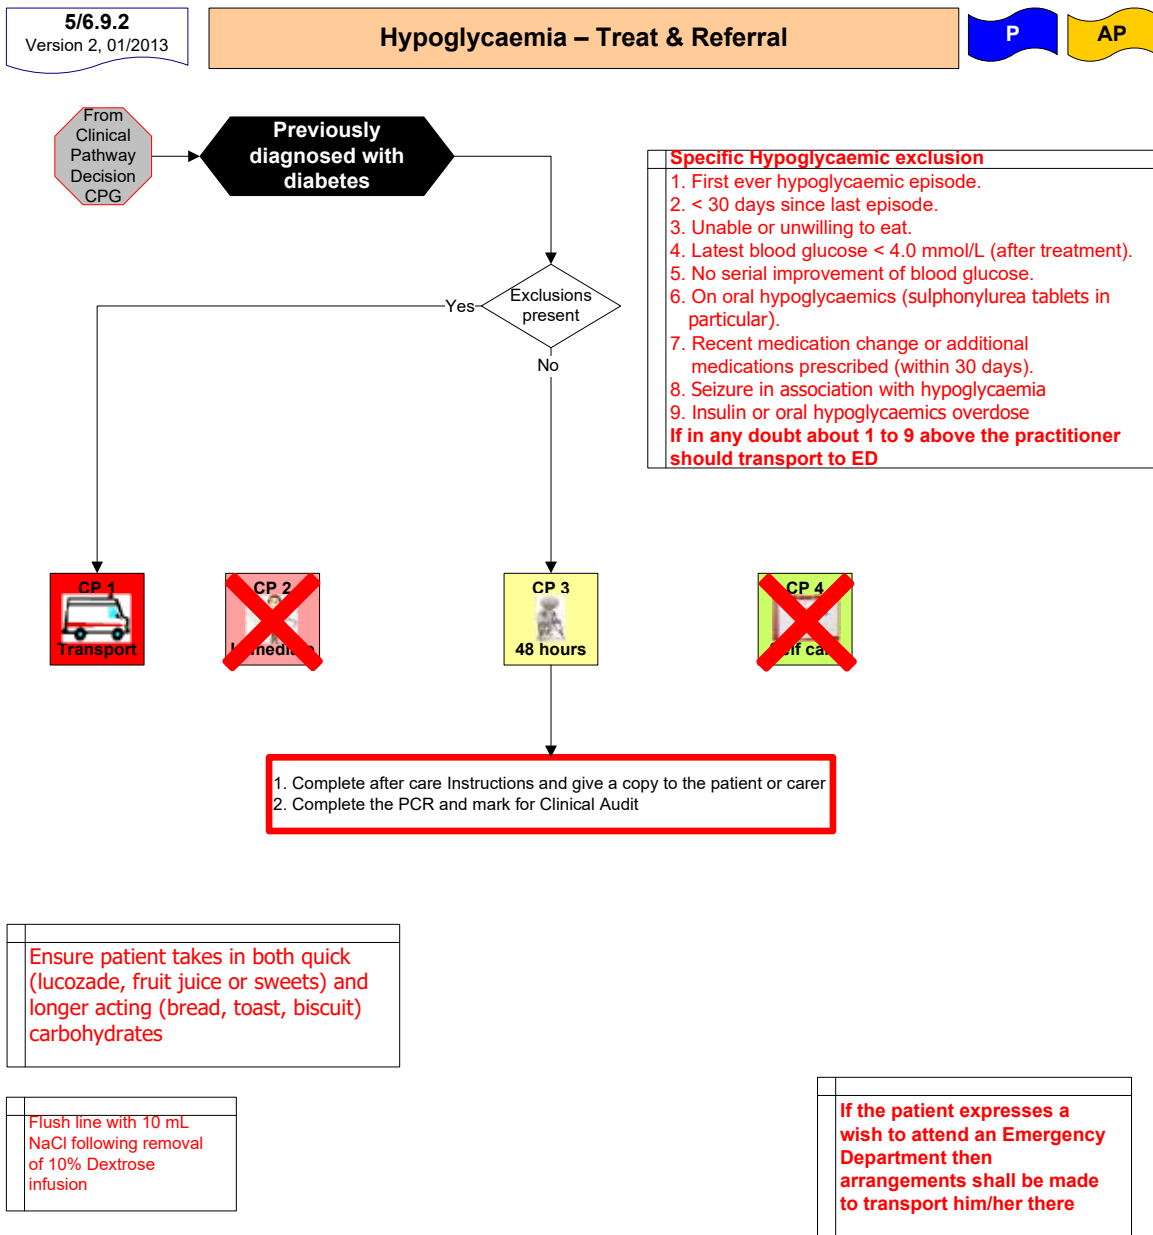 5/6.9.2
Version 2, 01/2013
Hypoglycaemia – Treat & Referral
P
AP
From
Clinical
Pathway
Decision
CPG
Previously
diagnosed with
diabetes
Specific Hypoglycaemic exclusion
1. First ever hypoglycaemic episode.
2. < 30 days since last episode.
3. Unable or unwilling to eat.
4. Latest blood glucose < 4.0 mmol/L (after treatment).
5. No serial improvement of blood glucose.
6. On oral hypoglycaemics (sulphonylurea tablets in
particular).
7. Recent medication change or additional
medications prescribed (within 30 days).
8. Seizure in association with hypoglycaemia
9. Insulin or oral hypoglycaemics overdose
If in any doubt about 1 to 9 above the practitioner
should transport to ED
Exclusions
present
Yes
No
CP 1
Transport
CP 2
Immediate
CP 3
48 hours
CP 4
Self care
1. Complete after care Instructions and give a copy to the patient or carer
2. Complete the PCR and mark for Clinical Audit
Ensure patient takes in both quick
(lucozade, fruit juice or sweets) and
longer acting (bread, toast, biscuit)
carbohydrates
Flush line with 10 mL
NaCl following removal
of 10% Dextrose
infusion
If the patient expresses a
wish to attend an Emergency
Department then
arrangements shall be made
to transport him/her there